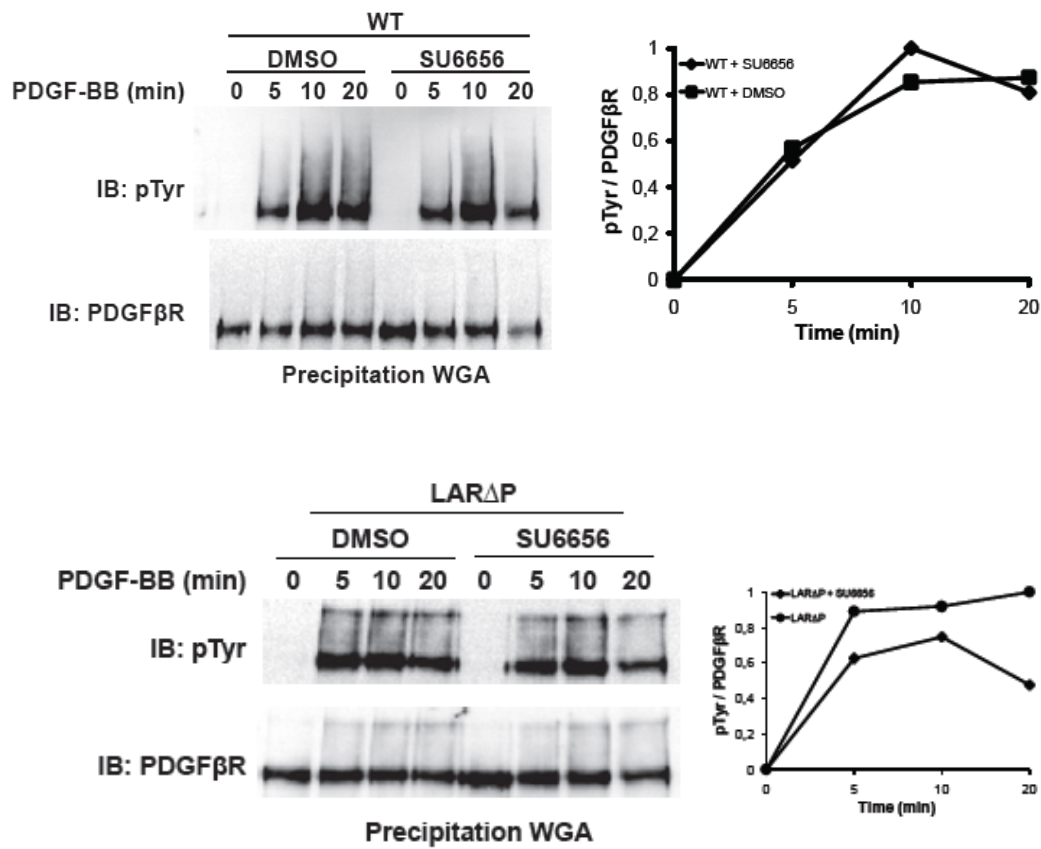 WT
DMSO SU6656
PDGF-BB (min) 0 5 10 20 0 5 10 20
IB: pTyr
IB: PDGFβR
Precipitation WGA
WT + SU6656
WT + DMSO
pTyr / PDGFβR
1
0,8
0,6
0,4
0,2
0
0 5 10 20
Time (min)
LARΔP
DMSO SU6656
PDGF-BB (min) 0 5 10 20 0 5 10 20
IB: pTyr
IB: PDGFβR
Precipitation WGA
LARΔP + SU6656
LARΔP
pTyr / PDGFβR
1
0,8
0,6
0,4
0,2
0
0 5 10 20
Time (min)